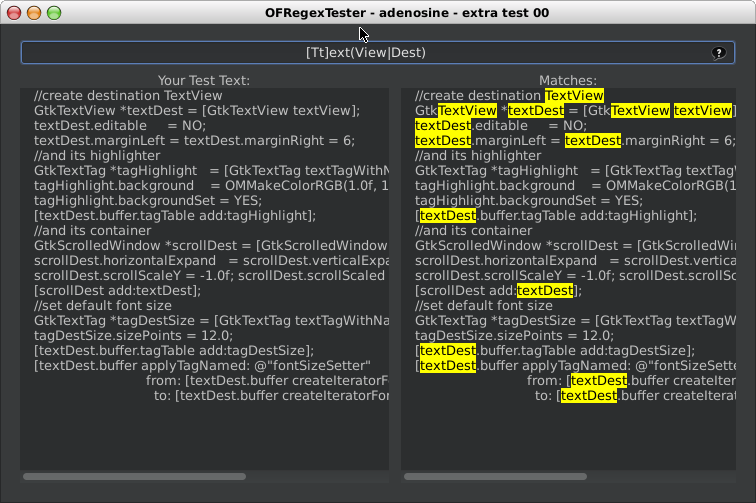 OFRegexTester - adenosine - extra test 00
[Tt]ext(View|Dest)
?
Your Test Text:
//create destination TextView
GtkTextView *textDest = [GtkTextView textView];
textDest.editable = NO;
textDest.marginLeft = textDest.marginRight = 6;
//and its highlighter
GtkTextTag *tagHighlight = [GtkTextTag textTagWithN
tagHighlight.background = OMMakeColorRGB(1.0f, 1
tagHighlight.backgroundSet = YES;
[textDest.buffer.tagTable add:tagHighlight];
//and its container
GtkScrolledWindow *scrollDest = [GtkScrolledWindow
scrollDest.horizontalExpand = scrollDest.verticalExpa
scrollDest.scrollScaleY = -1.0f; scrollDest.scrollScaled
[scrollDest add:textDest];
//set default font size
GtkTextTag *tagDestSize = [GtkTextTag textTagWithNa
tagDestSize.sizePoints = 12.0;
[textDest.buffer.tagTable add:tagDestSize];
[textDest.buffer applyTagNamed: @"fontSizeSetter"
from: [textDest.buffer createIteratorF
to: [textDest.buffer createIteratorFor
Matches:
//create destination TextView
GtkTextView *textDest = [GtkTextView textView]
textDest.editable = NO;
textDest.marginLeft = textDest.marginRight = 6;
//and its highlighter
GtkTextTag *tagHighlight = [GtkTextTag textTagW
tagHighlight.background = OMMakeColorRGB(1
tagHighlight.backgroundSet = YES;
[textDest.buffer.tagTable add:tagHighlight];
//and its container
GtkScrolledWindow *scrollDest = [GtkScrolledWind
scrollDest.horizontalExpand = scrollDest.vertica
scrollDest.scrollScaleY = -1.0f; scrollDest.scrollS
[scrollDest add:textDest];
//set default font size
GtkTextTag *tagDestSize = [GtkTextTag textTagW
tagDestSize.sizePoints = 12.0;
[textDest.buffer.tagTable add:tagDestSize];
[textDest.buffer applyTagNamed: @"fontSizeSette
from: [textDest.buffer createIter
to: [textDest.buffer createIterat